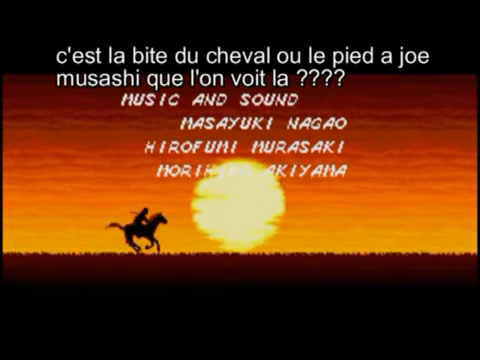 c'est la bite du cheval ou le pied a joe
musashi que l'on voit la ????
MUSIC AND SOUND
MASAYUKI NAGAO
HIROFUMI MURASAKI
MORIHIKO AKIYAMA